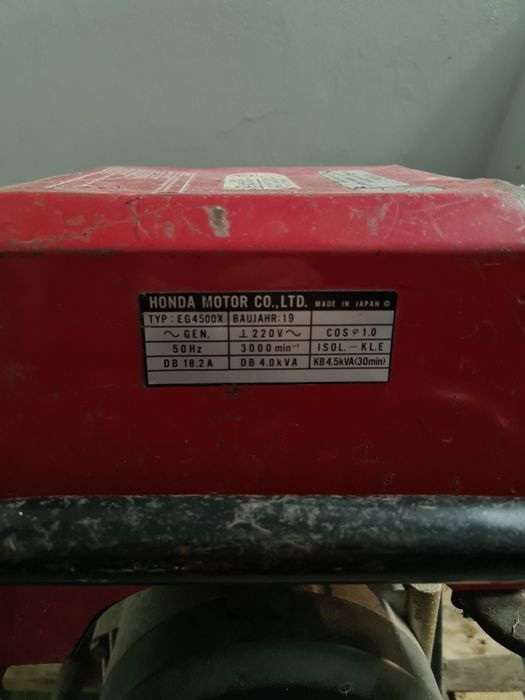 HONDA MOTOR CO.,LTD. MADE IN JAPAN
TYP: EG4500X BAUJAHR:19
~ GEN. ⊥ 220V ~ COS φ 1.0
50Hz 3000 min⁻¹ ISOL. – KL.E
DB 18.2A DB 4.0kVA KB4.5kVA(30min)